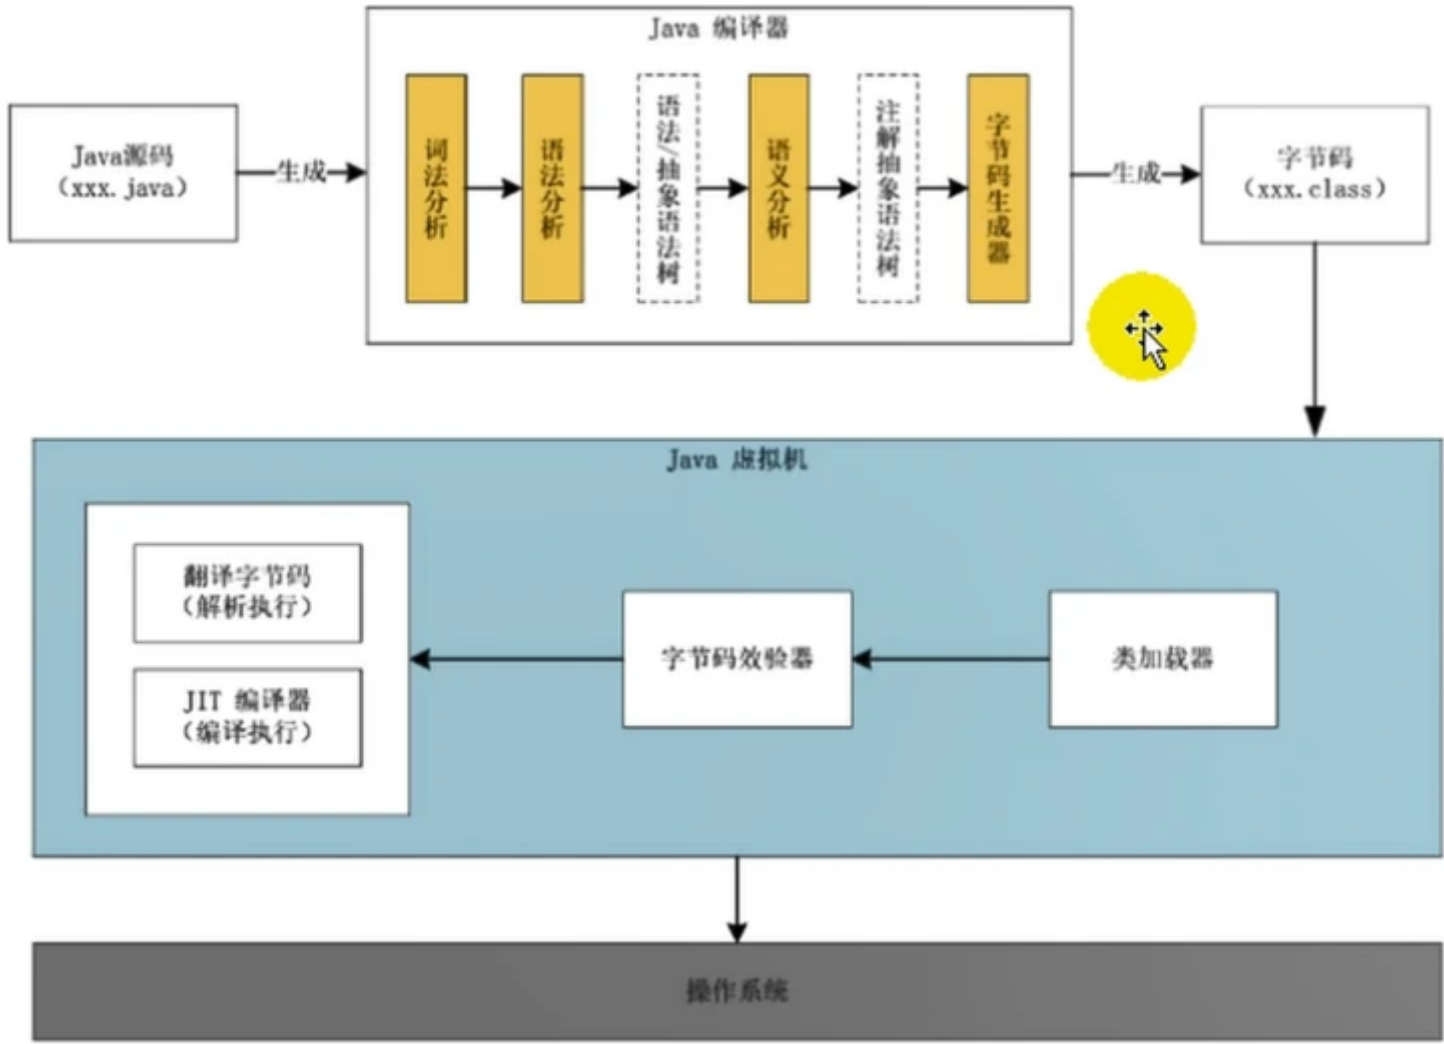 Java 编译器
Java源码
（xxx.java）
生成
词法分析
语法分析
语法/抽象语法树
语义分析
注解抽象语法树
字节码生成器
生成
字节码
（xxx.class）
Java 虚拟机
翻译字节码
（解析执行）
JIT 编译器
（编译执行）
字节码效验器
类加载器
操作系统